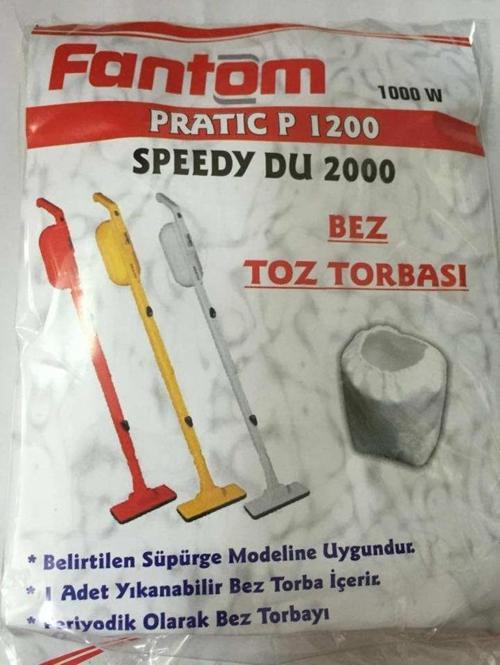 Fantom
1000 W
PRATIC P 1200
SPEEDY DU 2000
BEZ
TOZ TORBASI
* Belirtilen Süpürge Modeline Uygundur.
* 1 Adet Yıkanabilir Bez Torba İçerir.
* Periyodik Olarak Bez Torbayı